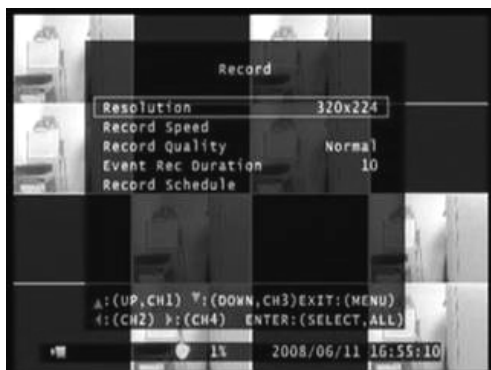 Record
Resolution 320x224
Record Speed
Record Quality Normal
Event Rec Duration 10
Record Schedule
▲:(UP,CH1) ▼:(DOWN,CH3)EXIT:(MENU)
◀:(CH2) ▶:(CH4) ENTER:(SELECT,ALL)
1% 2008/06/11 16:55:10